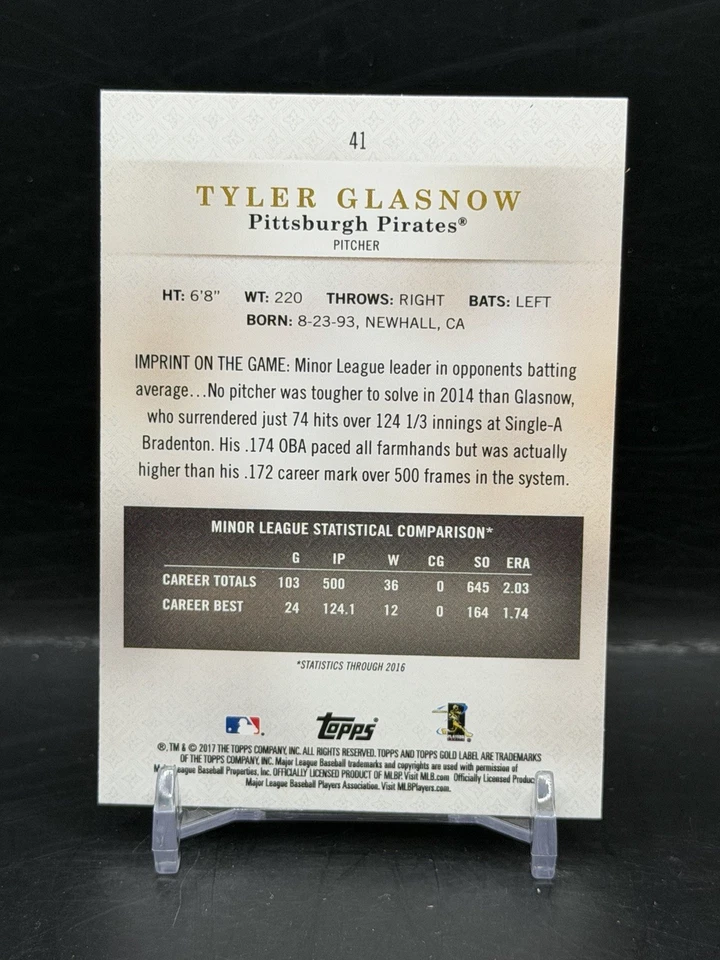 41
TYLER GLASNOW
Pittsburgh Pirates®
PITCHER
HT: 6'8" WT: 220 THROWS: RIGHT BATS: LEFT
BORN: 8-23-93, NEWHALL, CA
IMPRINT ON THE GAME: Minor League leader in opponents batting
average...No pitcher was tougher to solve in 2014 than Glasnow,
who surrendered just 74 hits over 124 1/3 innings at Single-A
Bradenton. His .174 OBA paced all farmhands but was actually
higher than his .172 career mark over 500 frames in the system.
MINOR LEAGUE STATISTICAL COMPARISON*
G IP W CG SO ERA
CAREER TOTALS 103 500 36 0 645 2.03
CAREER BEST 24 124.1 12 0 164 1.74
*STATISTICS THROUGH 2016
Topps®
®, TM & © 2017 THE TOPPS COMPANY, INC. ALL RIGHTS RESERVED. TOPPS AND TOPPS GOLD LABEL ARE TRADEMARKS
OF THE TOPPS COMPANY, INC. Major League Baseball trademarks and copyrights are used with permission of
League Baseball Properties, Inc. OFFICIALLY LICENSED PRODUCT OF MLBP. Visit MLB.com Officially Licensed
Major League Baseball Players Association. Visit MLBPlayers.com.